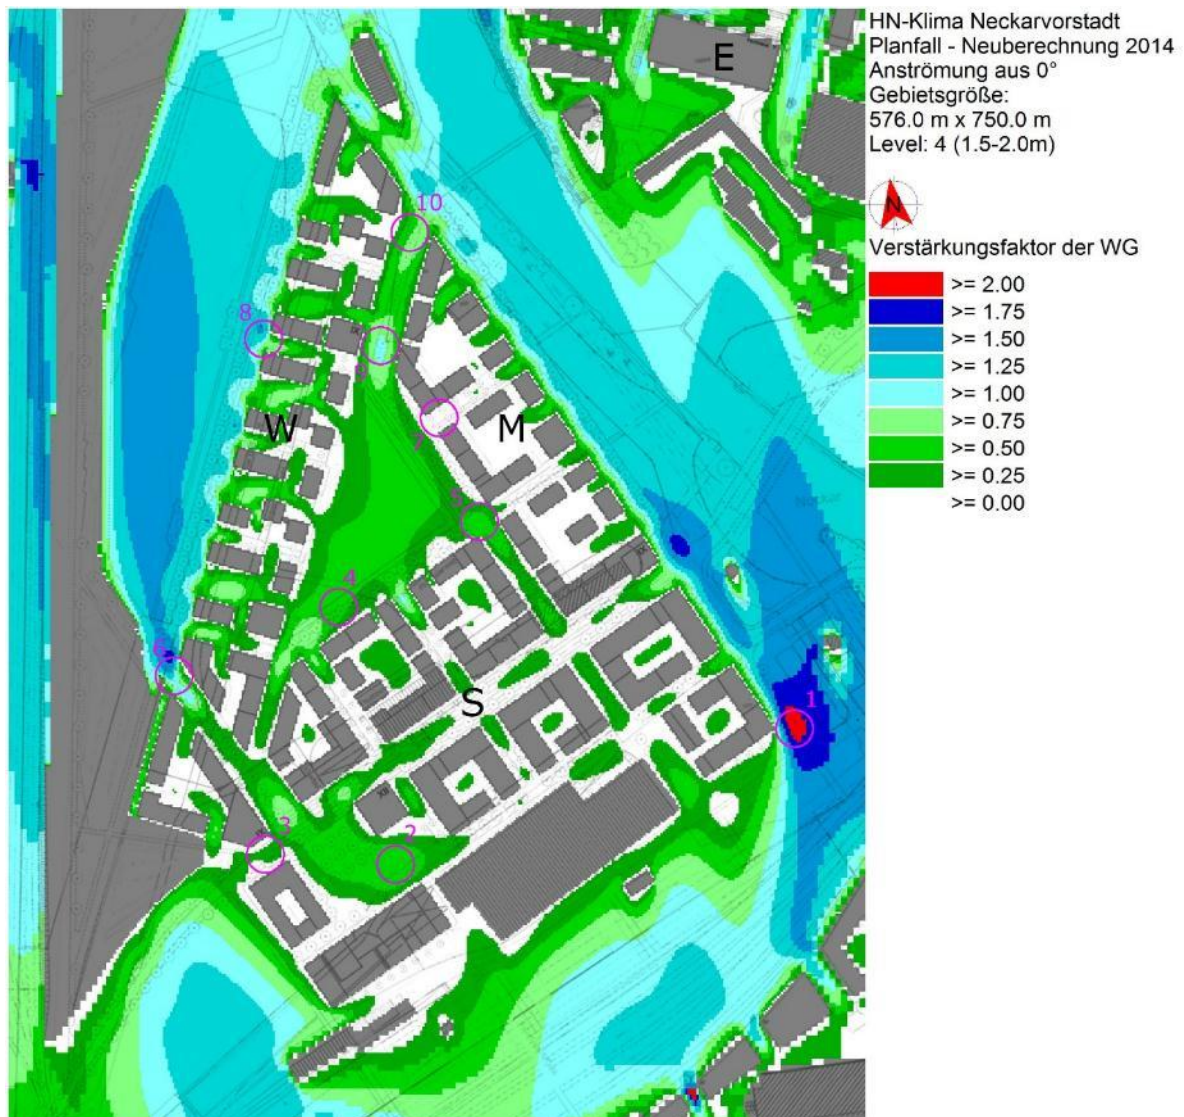 HN-Klima Neckarvorstadt
Planfall - Neuberechnung 2014
Anströmung aus 0°
Gebietsgröße:
576.0 m x 750.0 m
Level: 4 (1.5-2.0m)
N
Verstärkungsfaktor der WG
>= 2.00
>= 1.75
>= 1.50
>= 1.25
>= 1.00
>= 0.75
>= 0.50
>= 0.25
>= 0.00
E
10
8
9
W
7
M
5
4
6
S
1
3
2